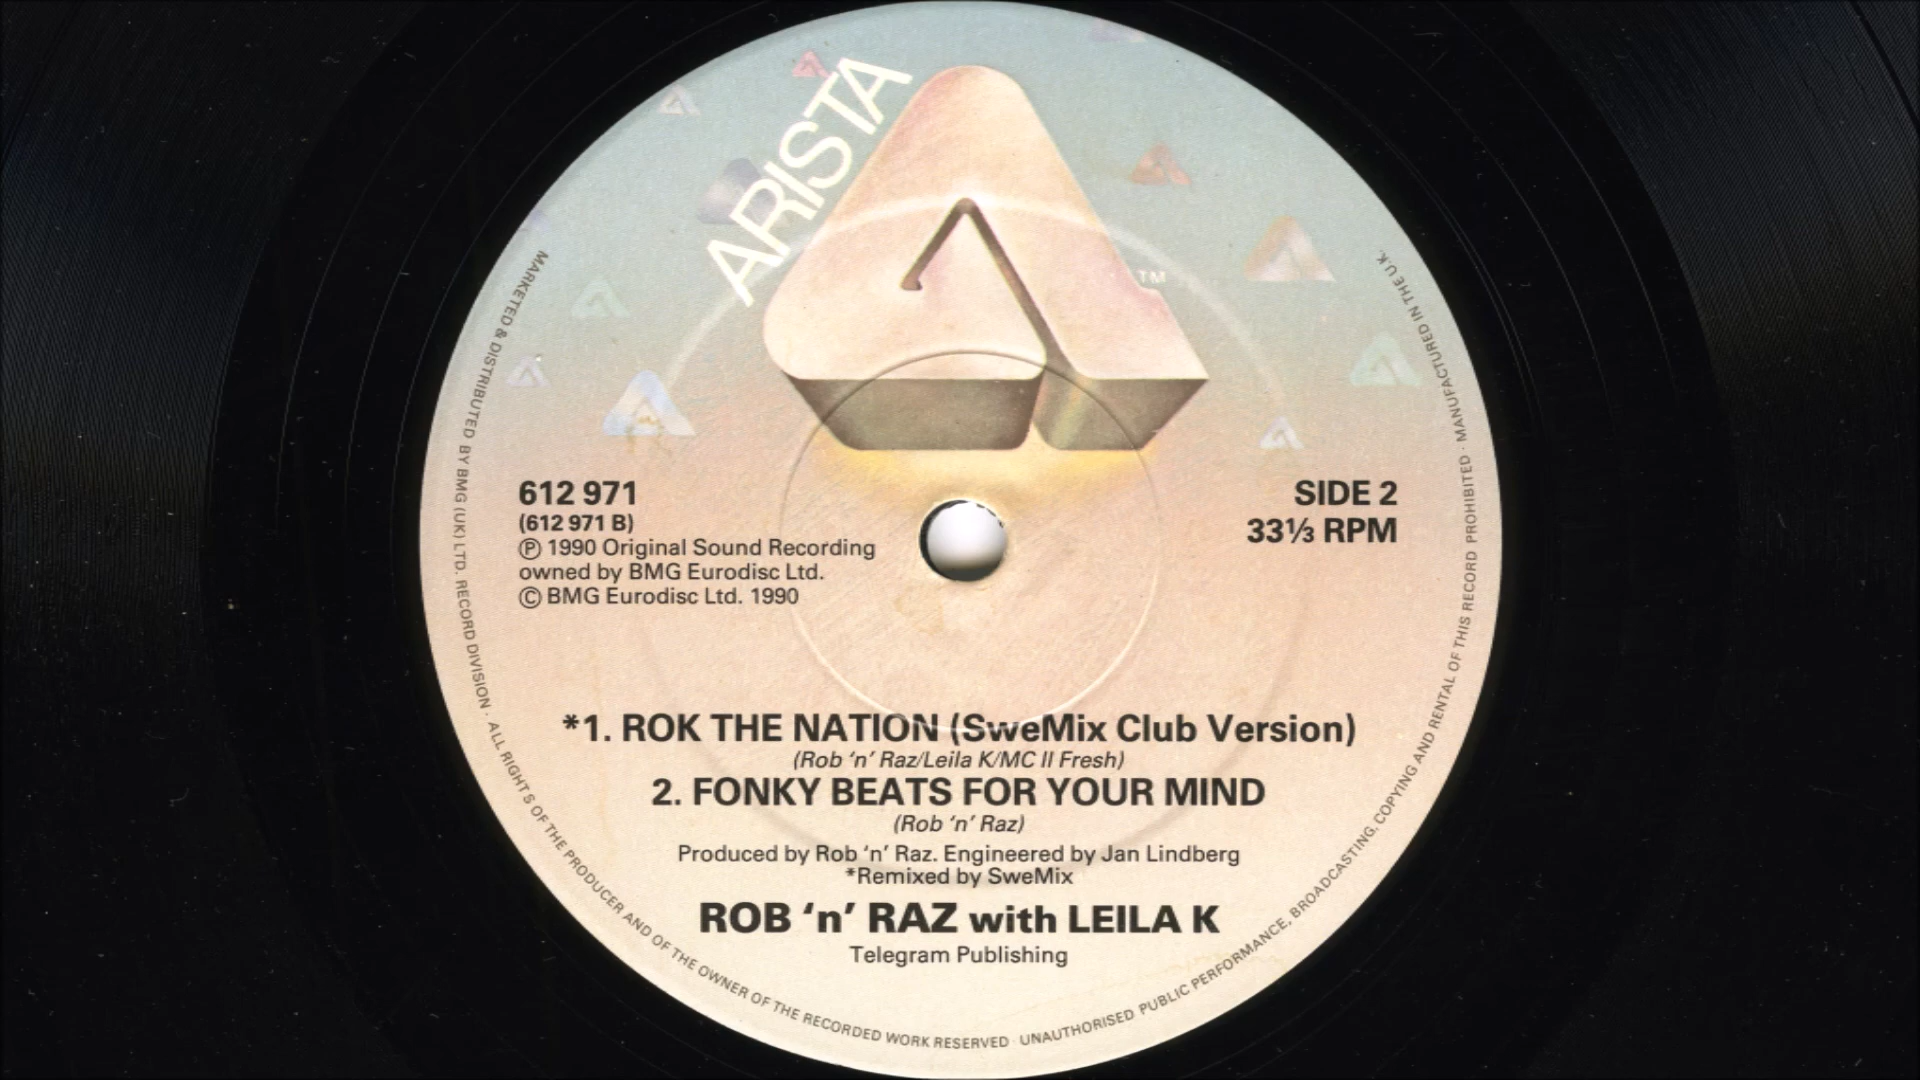 ARISTA
TM
612 971
(612 971 B)
Ⓟ 1990 Original Sound Recording
owned by BMG Eurodisc Ltd.
© BMG Eurodisc Ltd. 1990
SIDE 2
33⅓ RPM
*1. ROK THE NATION (SweMix Club Version)
(Rob ‘n’ Raz/Leila K/MC II Fresh)
2. FONKY BEATS FOR YOUR MIND
(Rob ‘n’ Raz)
Produced by Rob ‘n’ Raz. Engineered by Jan Lindberg
*Remixed by SweMix
ROB ‘n’ RAZ with LEILA K
Telegram Publishing
MARKETED & DISTRIBUTED BY BMG (UK) LTD. RECORD DIVISION · ALL RIGHTS OF THE PRODUCER AND OF THE OWNER OF THE RECORDED WORK RESERVED · UNAUTHORISED PUBLIC PERFORMANCE, BROADCASTING, COPYING AND RENTAL OF THIS RECORD PROHIBITED · MANUFACTURED IN THE U.K.